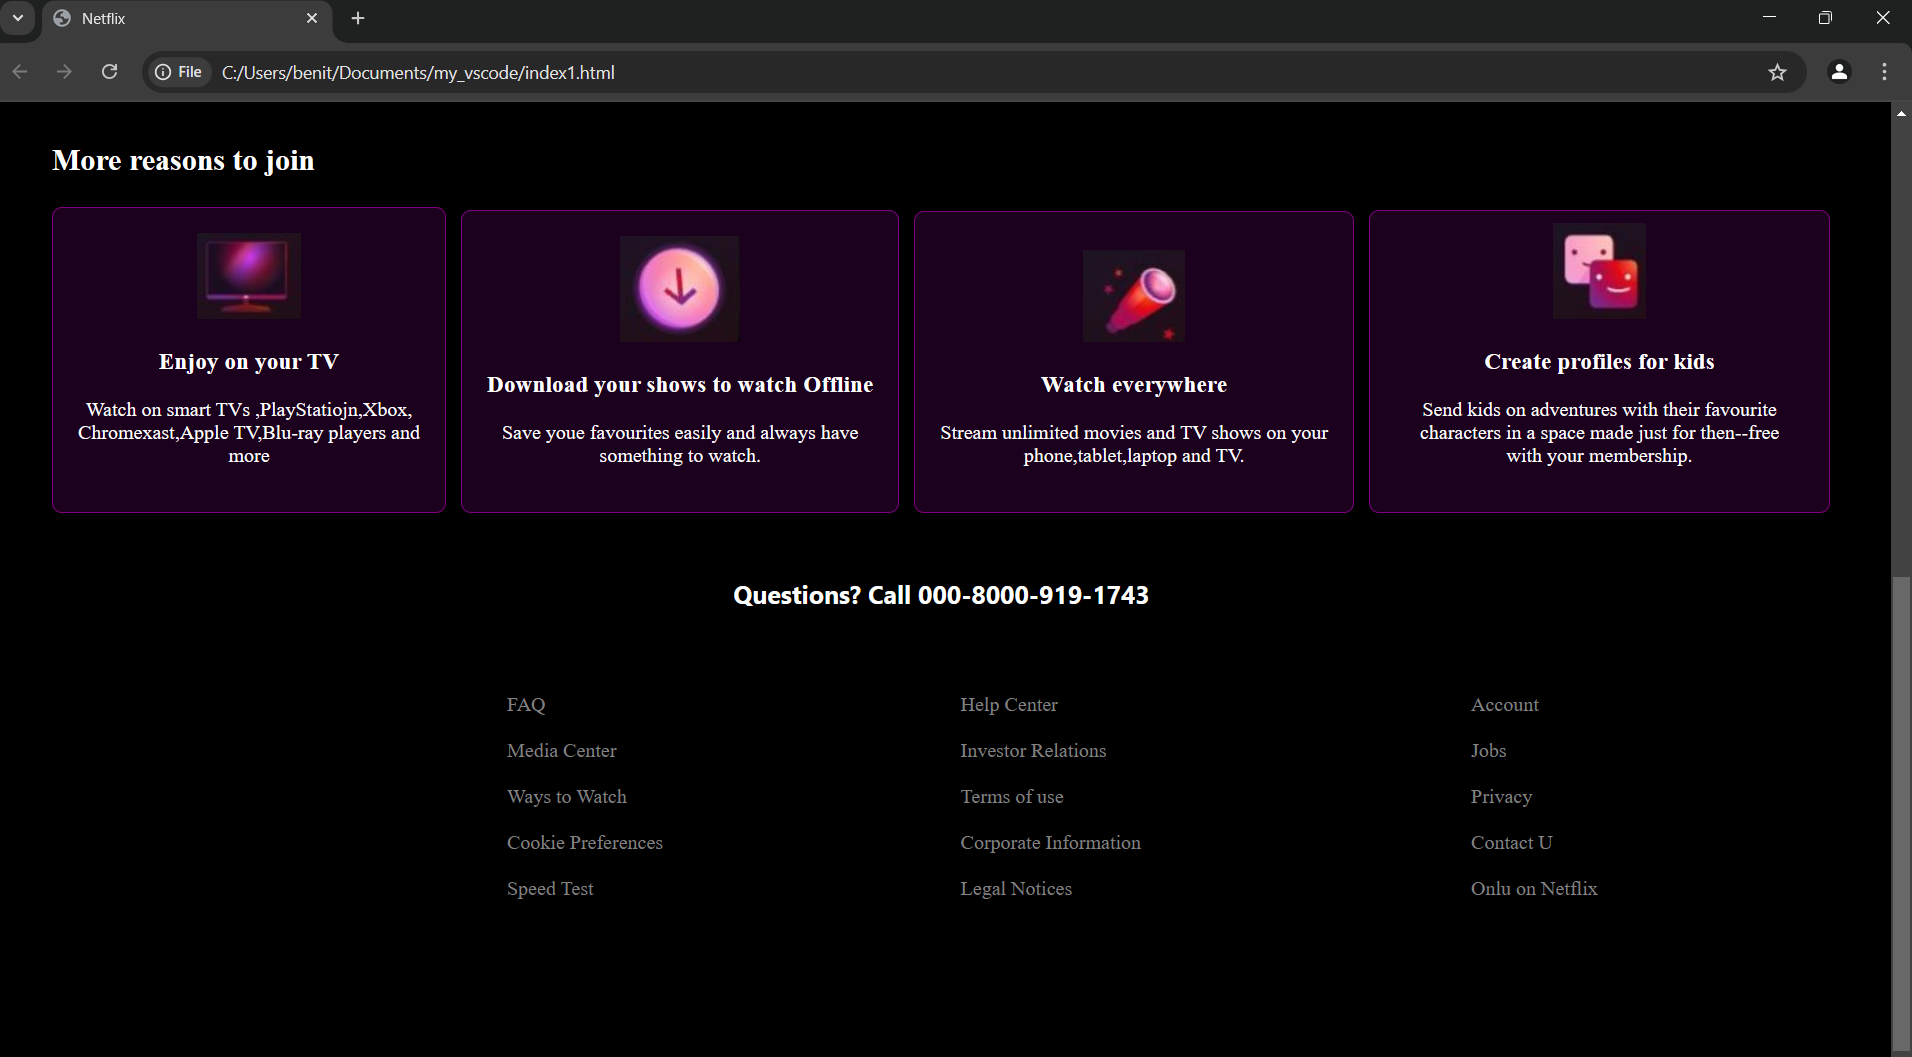 Netflix
File
C:/Users/benit/Documents/my_vscode/index1.html
More reasons to join
Enjoy on your TV
Watch on smart TVs ,PlayStatiojn,Xbox,
Chromexast,Apple TV,Blu-ray players and
more
Download your shows to watch Offline
Save youe favourites easily and always have
something to watch.
Watch everywhere
Stream unlimited movies and TV shows on your
phone,tablet,laptop and TV.
Create profiles for kids
Send kids on adventures with their favourite
characters in a space made just for then--free
with your membership.
Questions? Call 000-8000-919-1743
FAQ
Media Center
Ways to Watch
Cookie Preferences
Speed Test
Help Center
Investor Relations
Terms of use
Corporate Information
Legal Notices
Account
Jobs
Privacy
Contact U
Onlu on Netflix